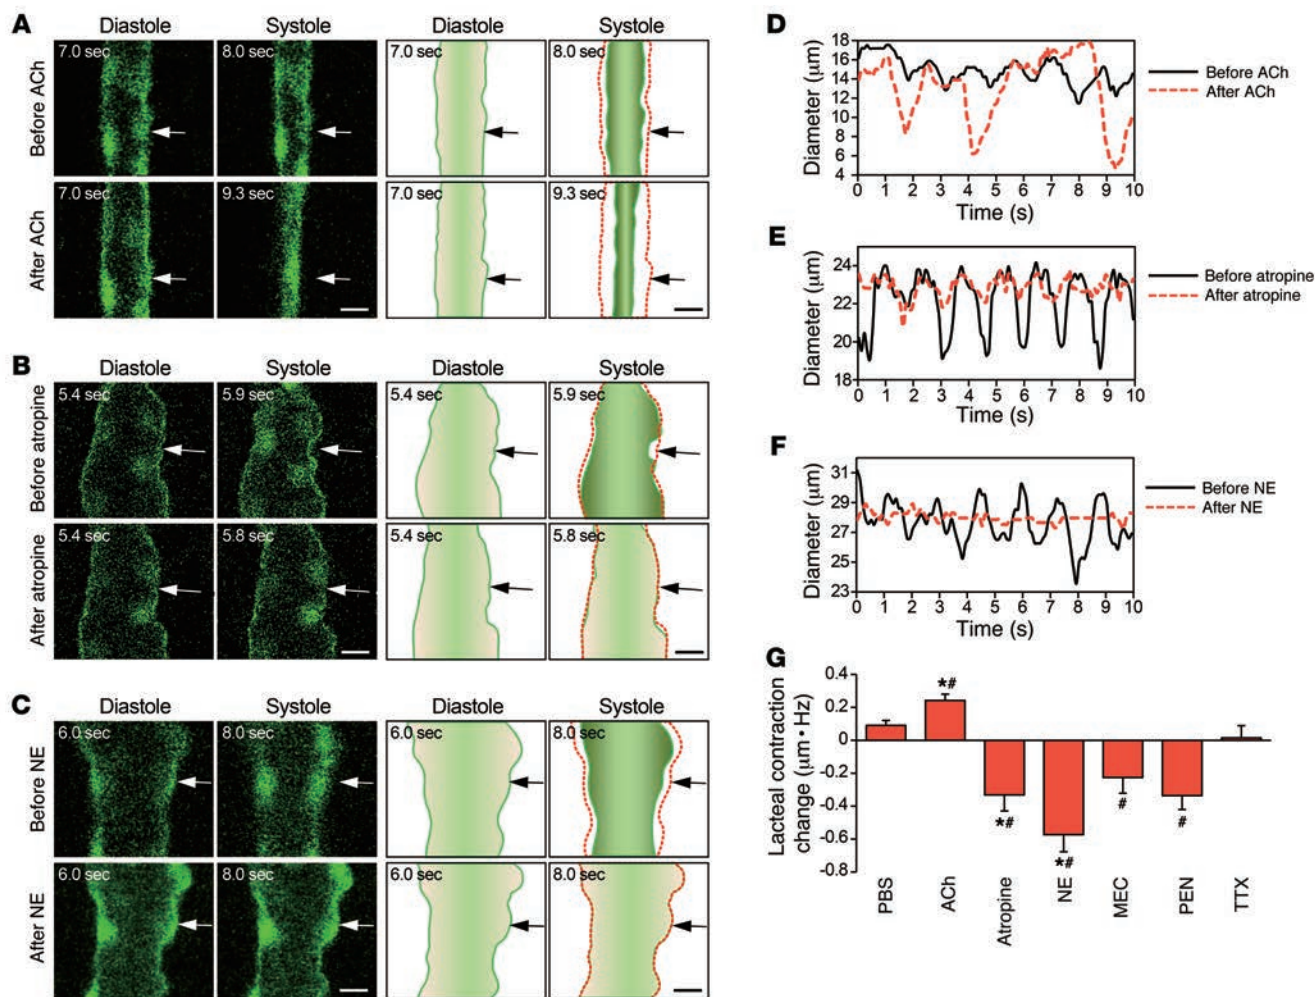 A
Diastole Systole Diastole Systole
Before ACh
7.0 sec 8.0 sec 7.0 sec 8.0 sec
After ACh
7.0 sec 9.3 sec 7.0 sec 9.3 sec
B
Diastole Systole Diastole Systole
Before atropine
5.4 sec 5.9 sec 5.4 sec 5.9 sec
After atropine
5.4 sec 5.8 sec 5.4 sec 5.8 sec
C
Diastole Systole Diastole Systole
Before NE
6.0 sec 8.0 sec 6.0 sec 8.0 sec
After NE
6.0 sec 8.0 sec 6.0 sec 8.0 sec
D
Diameter (μm)
18
16
14
12
10
8
6
4
0 1 2 3 4 5 6 7 8 9 10
Time (s)
Before ACh
After ACh
E
Diameter (μm)
24
22
20
18
0 1 2 3 4 5 6 7 8 9 10
Time (s)
Before atropine
After atropine
F
Diameter (μm)
31
29
27
25
23
0 1 2 3 4 5 6 7 8 9 10
Time (s)
Before NE
After NE
G
Lacteal contraction
change (μm • Hz)
0.4
0.2
0
-0.2
-0.4
-0.6
-0.8
*#
*#
*#
#
#
PBS ACh Atropine NE MEC PEN TTX